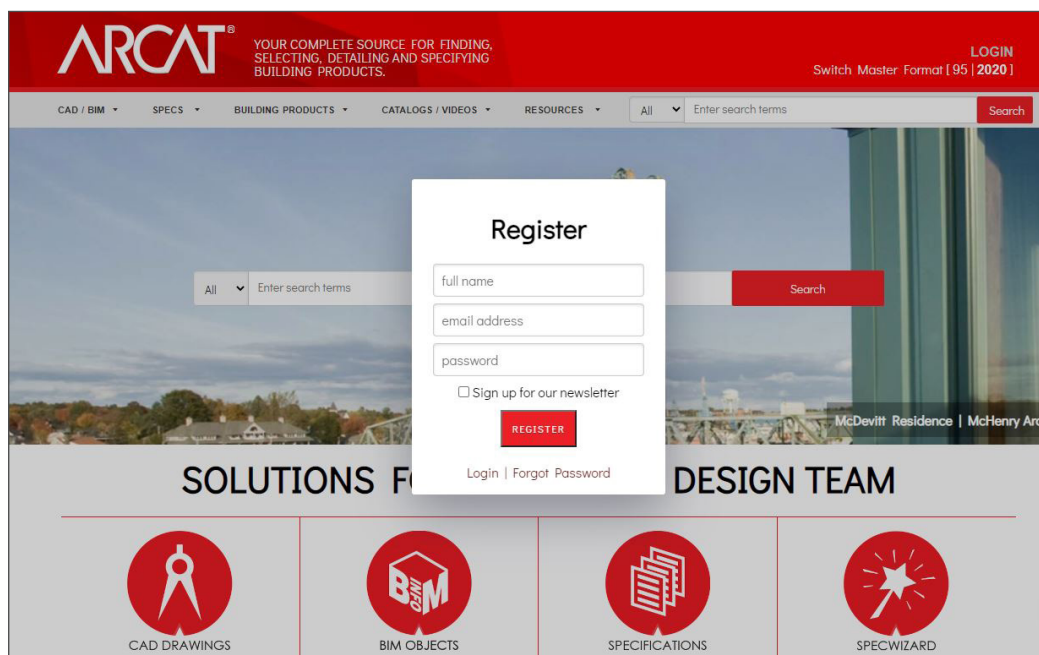 ARCAT®
YOUR COMPLETE SOURCE FOR FINDING,
SELECTING, DETAILING AND SPECIFYING
BUILDING PRODUCTS.
LOGIN
Switch Master Format [ 95 | 2020 ]
CAD / BIM
SPECS
BUILDING PRODUCTS
CATALOGS / VIDEOS
RESOURCES
All
Enter search terms
Search
Register
full name
All
Enter search terms
Search
email address
password
Sign up for our newsletter
REGISTER
McDevitt Residence | McHenry Arc
Login | Forgot Password
SOLUTIONS F
DESIGN TEAM
BIM
INFO
CAD DRAWINGS
BIM OBJECTS
SPECIFICATIONS
SPECWIZARD